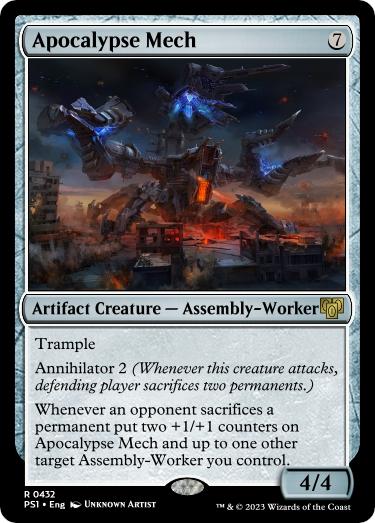 Apocalypse Mech 7
Artifact Creature — Assembly-Worker
Trample
Annihilator 2 (Whenever this creature attacks,
defending player sacrifices two permanents.)
Whenever an opponent sacrifices a
permanent put two +1/+1 counters on
Apocalypse Mech and up to one other
target Assembly-Worker you control.
4/4
R 0432
PS1 • Eng Unknown Artist
™ & © 2023 Wizards of the Coast